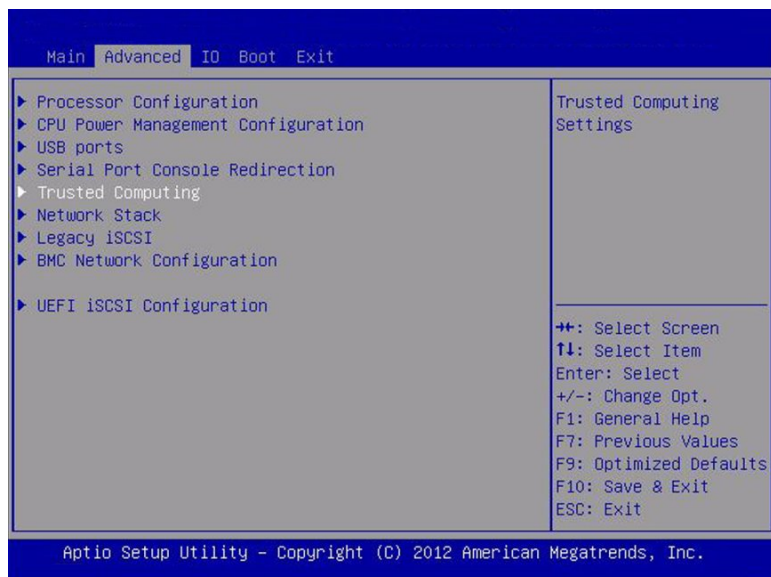 Main Advanced IO Boot Exit
Processor Configuration
CPU Power Management Configuration
USB ports
Serial Port Console Redirection
Trusted Computing
Network Stack
Legacy iSCSI
BMC Network Configuration
UEFI iSCSI Configuration
Trusted Computing
Settings
→←: Select Screen
↑↓: Select Item
Enter: Select
+/-: Change Opt.
F1: General Help
F7: Previous Values
F9: Optimized Defaults
F10: Save & Exit
ESC: Exit
Aptio Setup Utility - Copyright (C) 2012 American Megatrends, Inc.